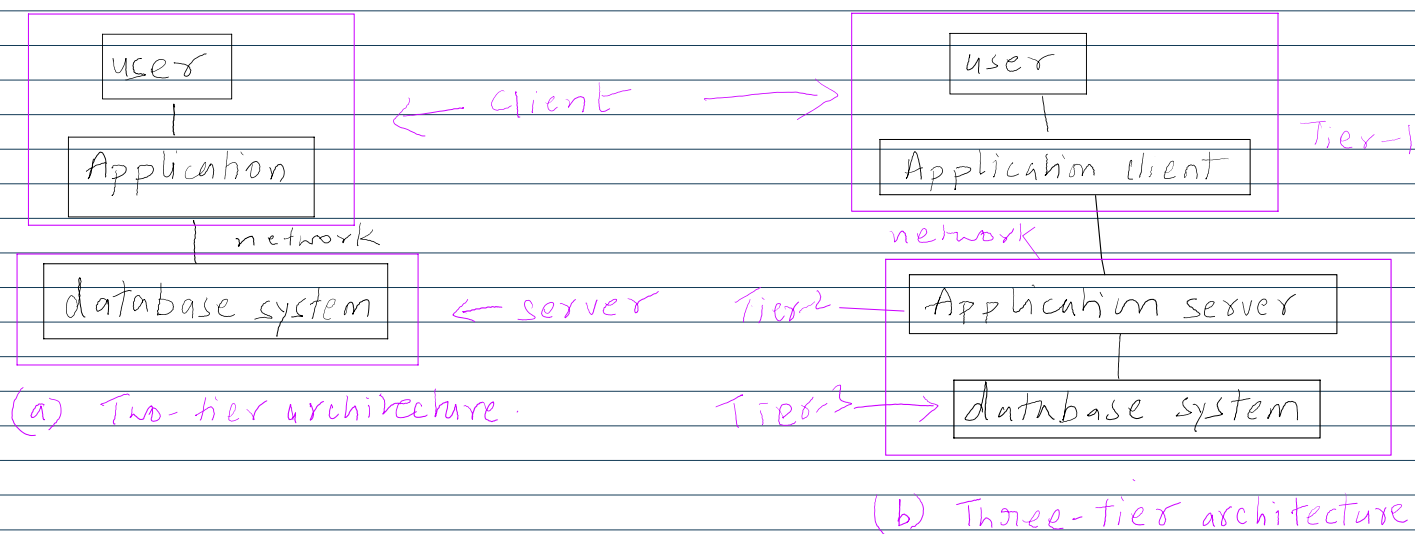 user
Application
network
database system
(a) Two-tier architecture.
client
server
user
Application client
Tier-1
network
Tier-2
Application server
Tier-3
database system
(b) Three-tier architecture